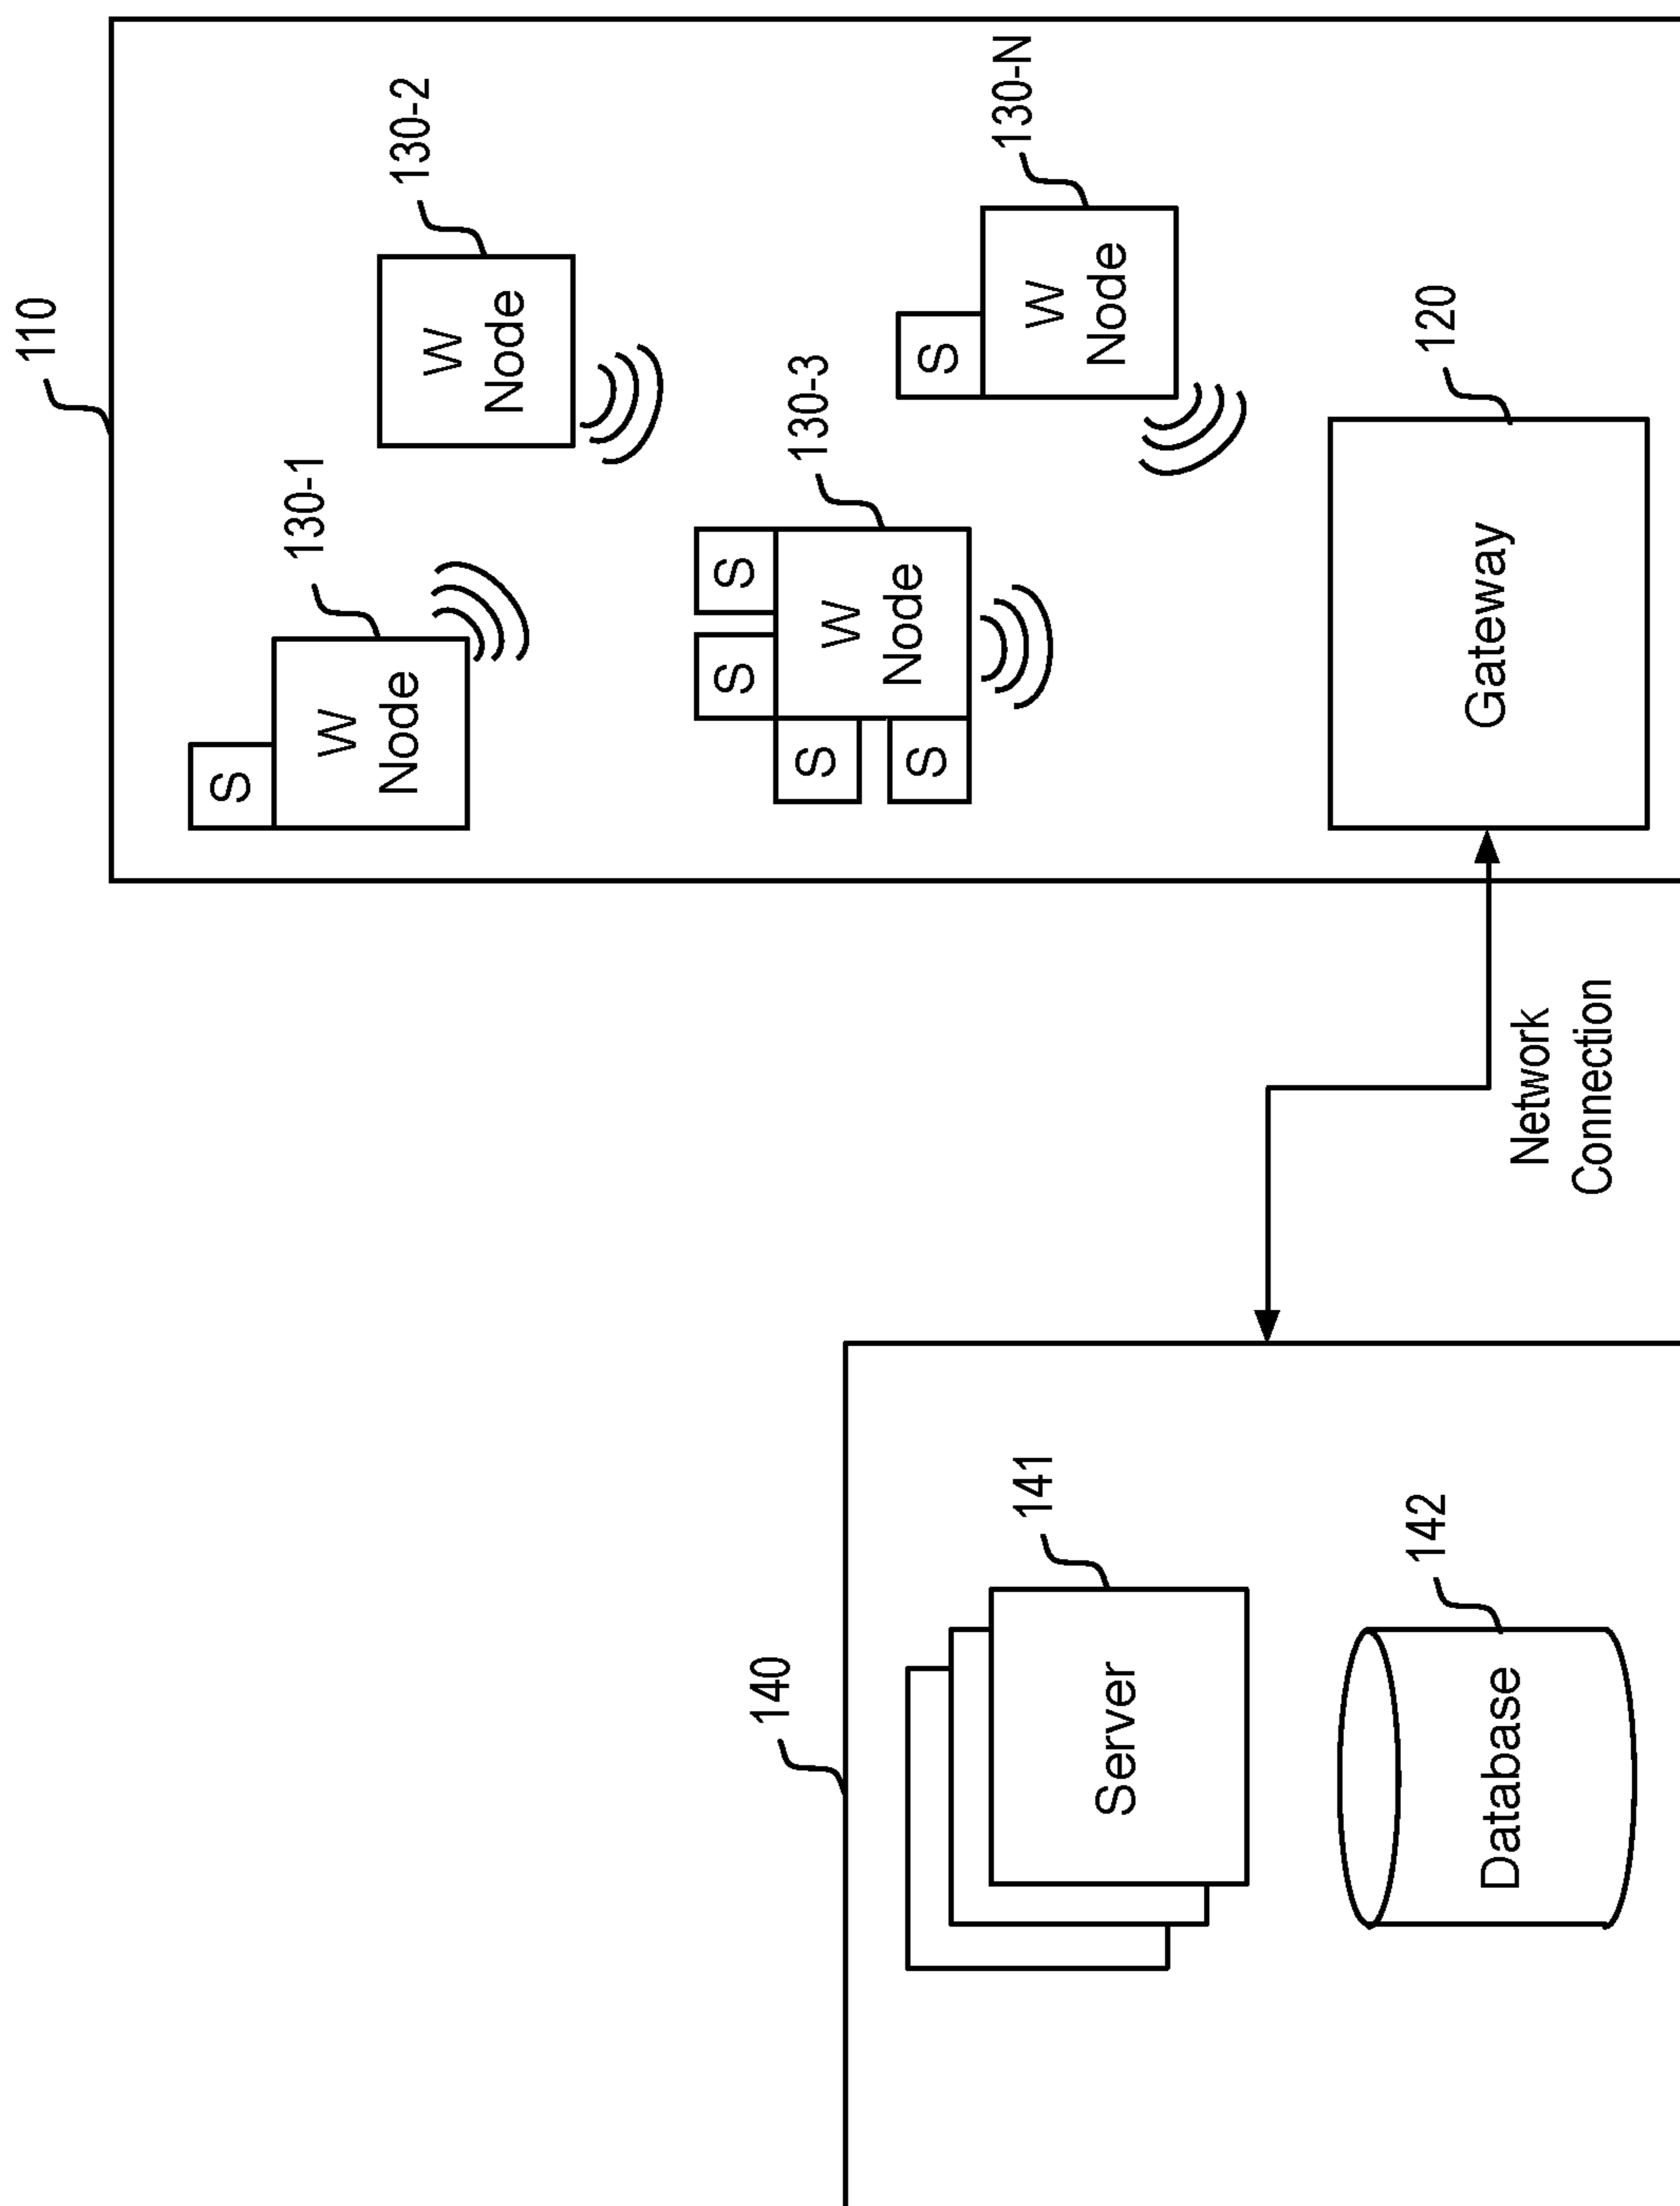 110
130-1
S
W
Node
130-2
W
Node
130-3
S
S
S
S
W
Node
130-N
S
W
Node
120
Gateway
Network
Connection
140
141
Server
142
Database